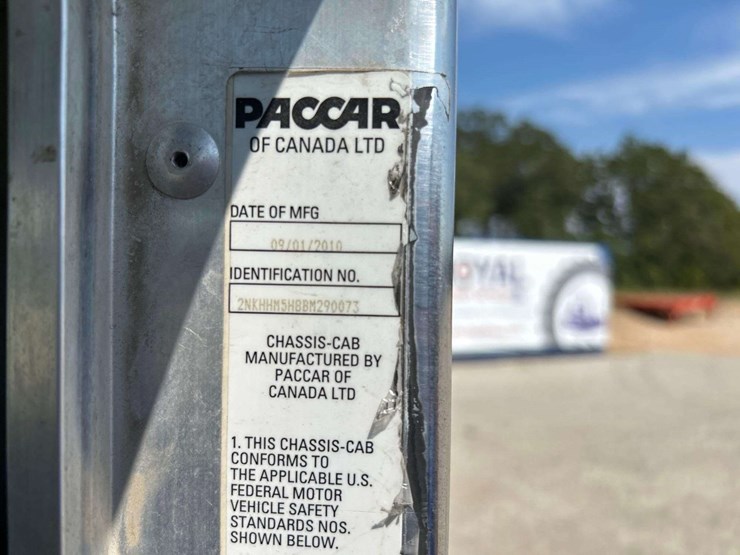 PACCAR
OF CANADA LTD
DATE OF MFG
09/01/2010
IDENTIFICATION NO.
2NKHHM5HBBM290073
CHASSIS-CAB
MANUFACTURED BY
PACCAR OF
CANADA LTD
1. THIS CHASSIS-CAB
CONFORMS TO
THE APPLICABLE U.S.
FEDERAL MOTOR
VEHICLE SAFETY
STANDARDS NOS.
SHOWN BELOW.